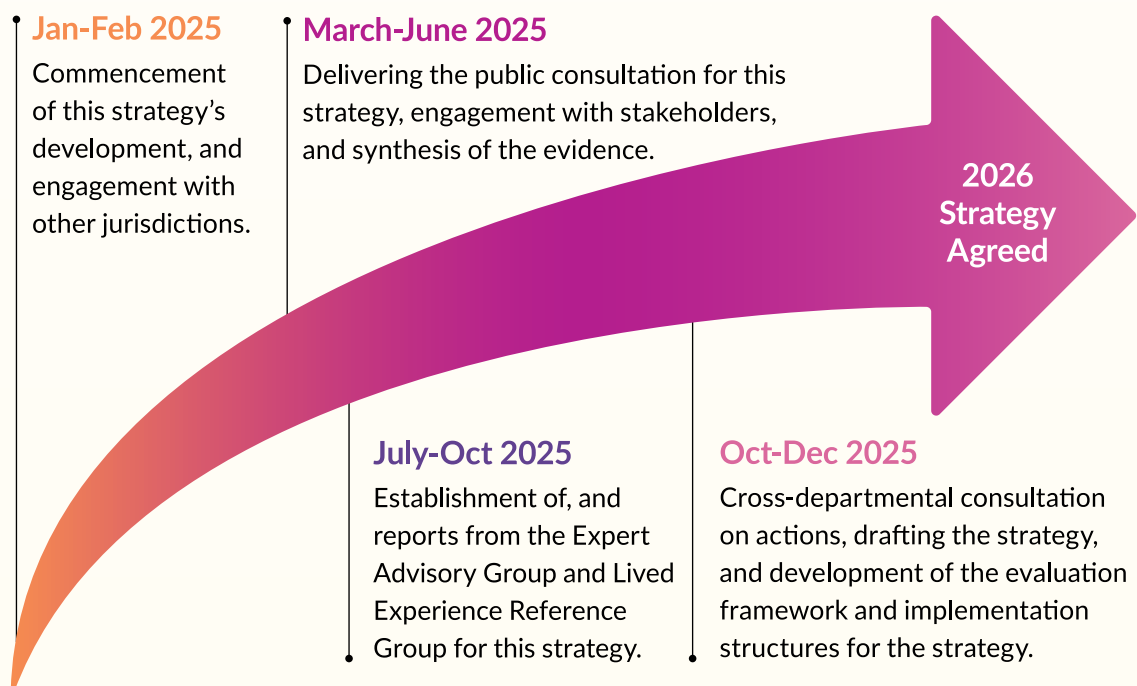 Jan-Feb 2025
Commencement
of this strategy’s
development, and
engagement with
other jurisdictions.
March-June 2025
Delivering the public consultation for this
strategy, engagement with stakeholders,
and synthesis of the evidence.
2026
Strategy
Agreed
July-Oct 2025
Establishment of, and
reports from the Expert
Advisory Group and Lived
Experience Reference
Group for this strategy.
Oct-Dec 2025
Cross-departmental consultation
on actions, drafting the strategy,
and development of the evaluation
framework and implementation
structures for the strategy.